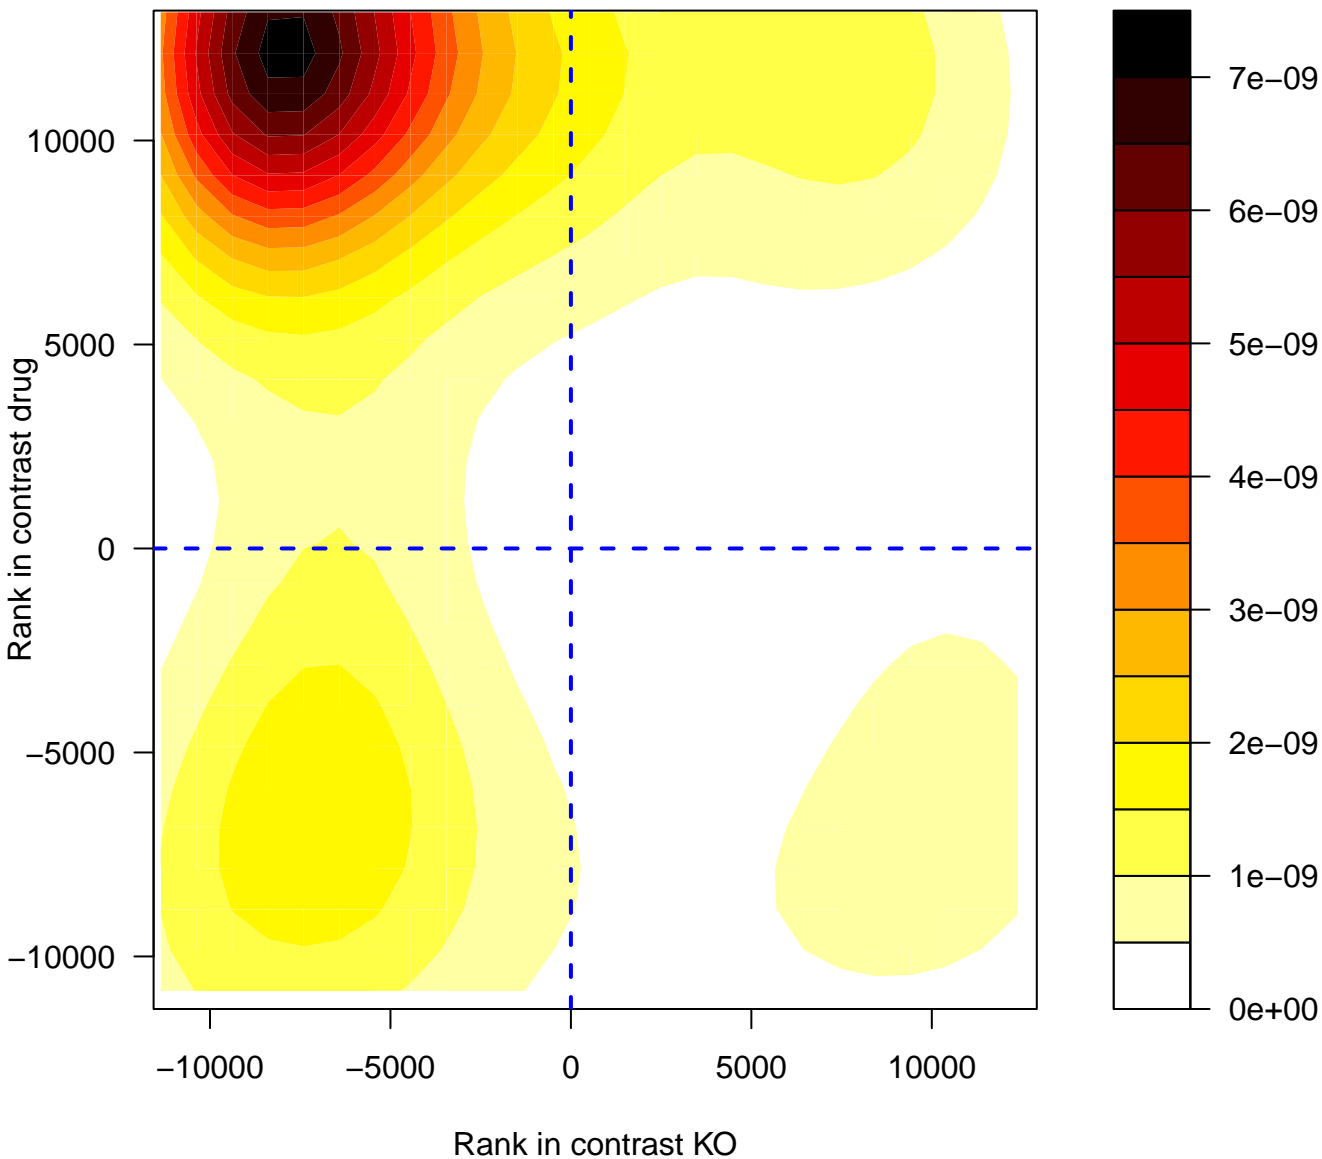 Rank in contrast drug
10000
5000
0
−5000
−10000
−10000 −5000 0 5000 10000
Rank in contrast KO
7e−09
6e−09
5e−09
4e−09
3e−09
2e−09
1e−09
0e+00